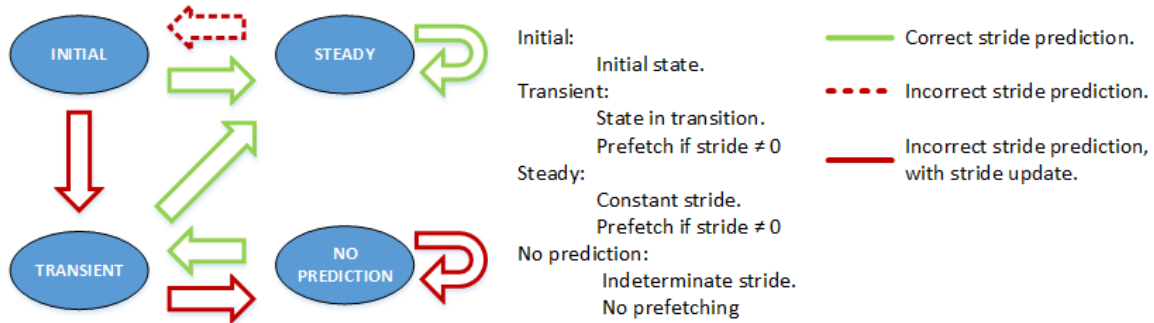 INITIAL
STEADY
TRANSIENT
NO
PREDICTION
Initial:
Initial state.
Transient:
State in transition.
Prefetch if stride ≠ 0
Steady:
Constant stride.
Prefetch if stride ≠ 0
No prediction:
Indeterminate stride.
No prefetching
Correct stride prediction.
Incorrect stride prediction.
Incorrect stride prediction,
with stride update.